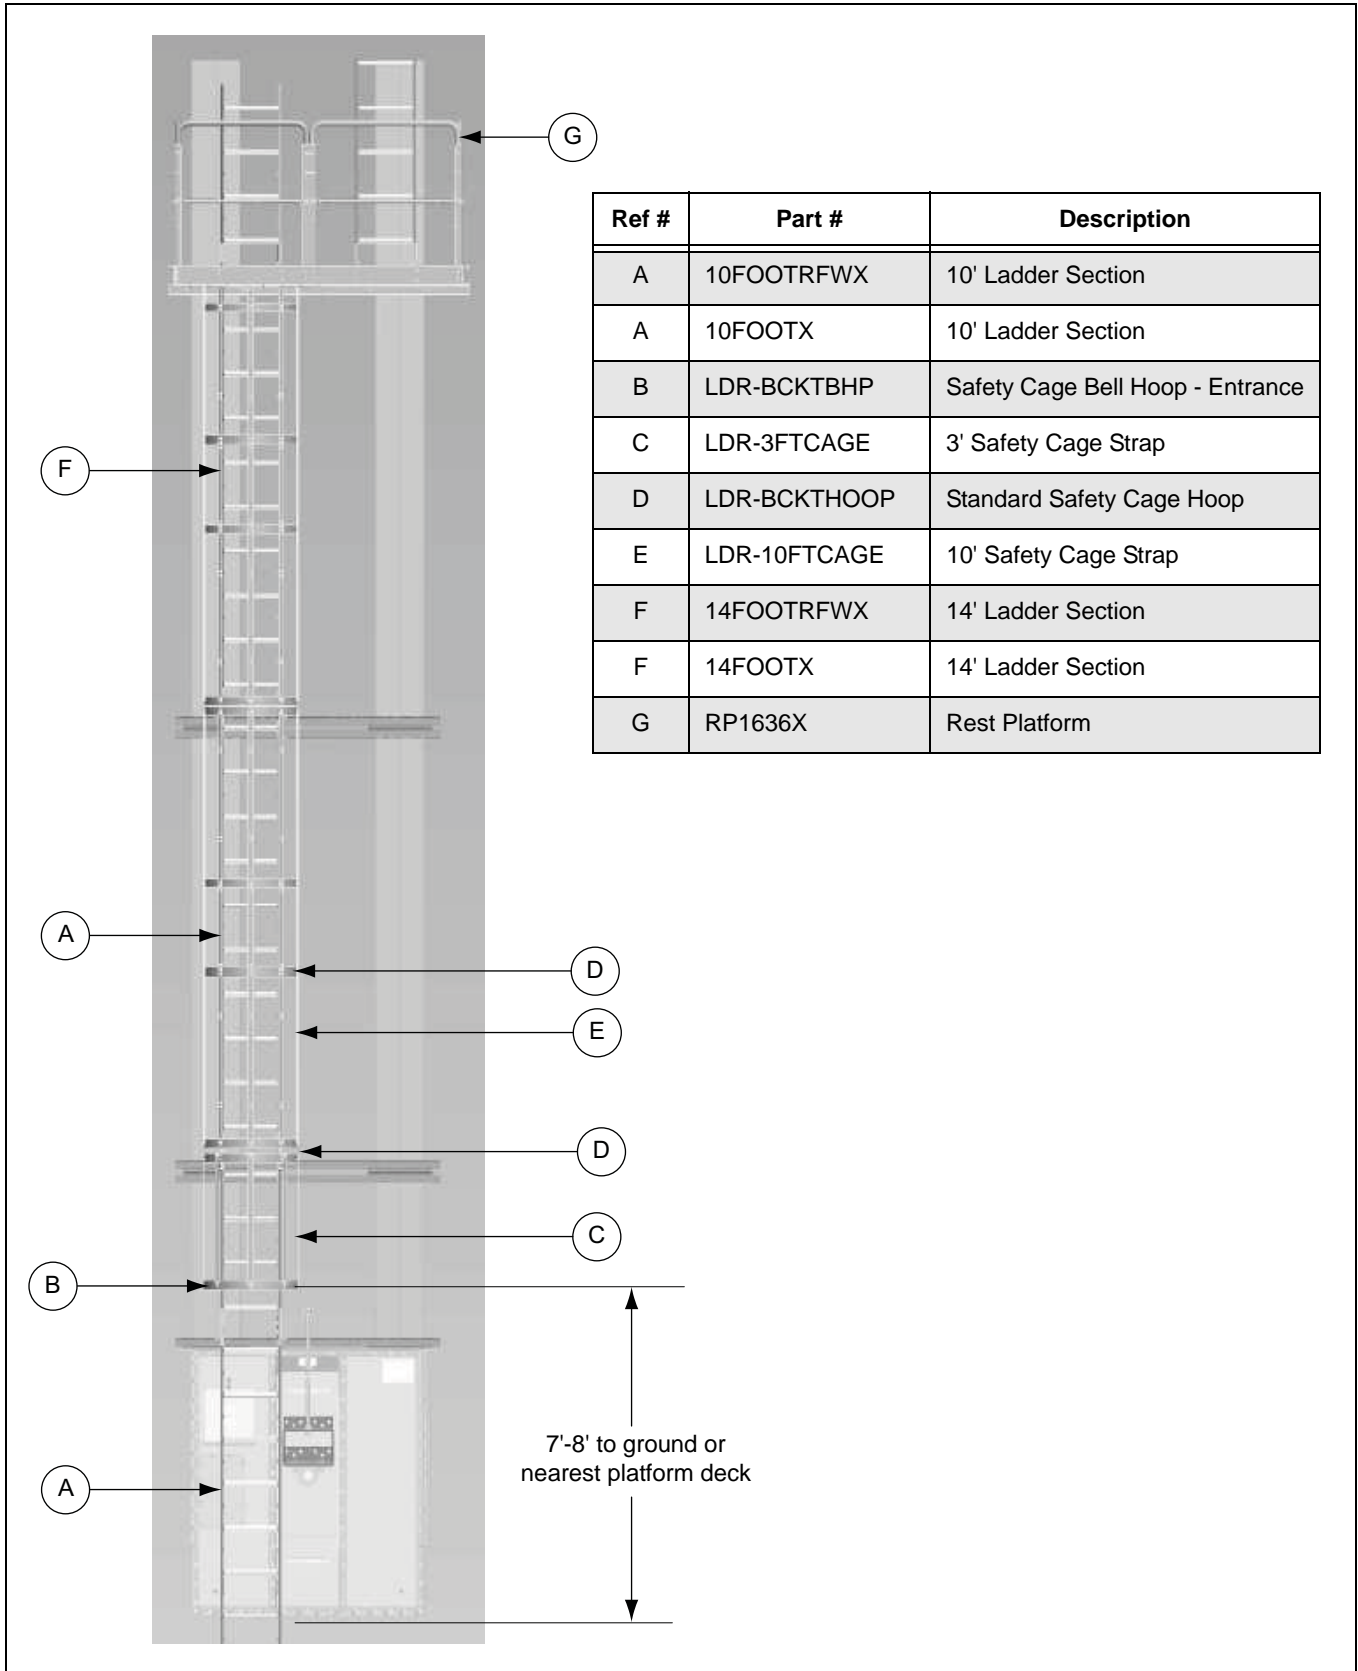 G
Ref # Part # Description
A 10FOOTRFWX 10' Ladder Section
A 10FOOTX 10' Ladder Section
B LDR-BCKTBHP Safety Cage Bell Hoop - Entrance
C LDR-3FTCAGE 3' Safety Cage Strap
D LDR-BCKTHOOP Standard Safety Cage Hoop
E LDR-10FTCAGE 10' Safety Cage Strap
F 14FOOTRFWX 14' Ladder Section
F 14FOOTX 14' Ladder Section
G RP1636X Rest Platform
F
A
D
E
D
C
B
7'-8' to ground or
nearest platform deck
A